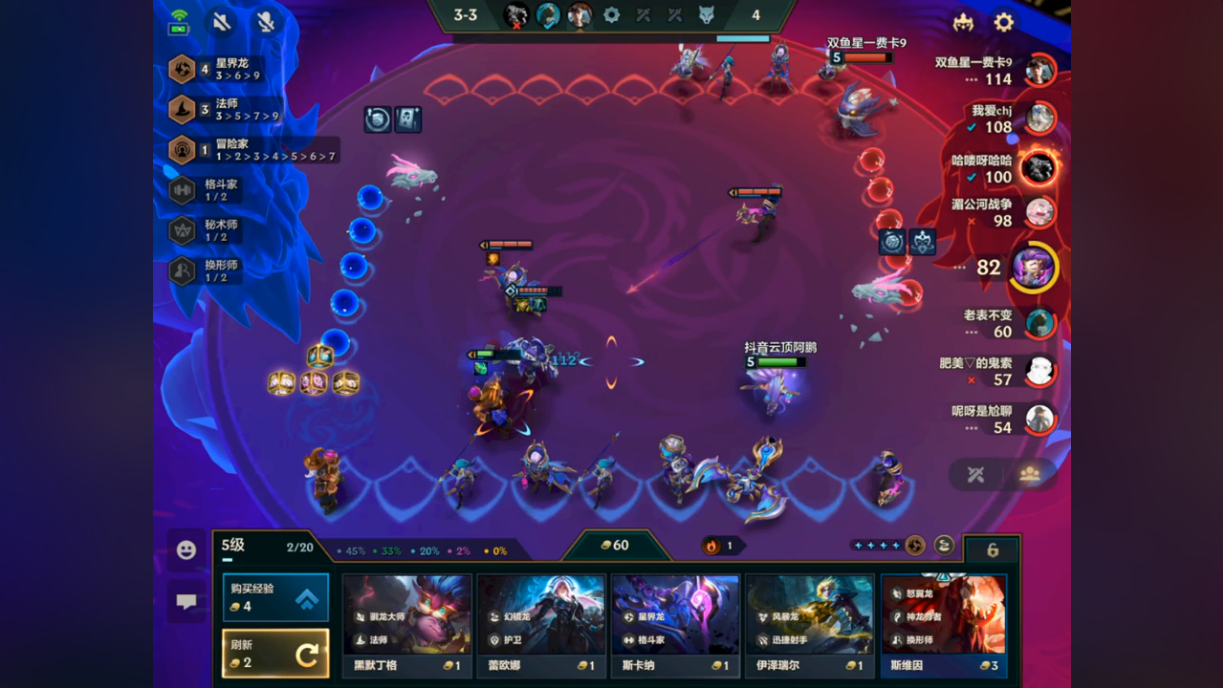 3-3
4
双鱼星一费卡9
5
4
星界龙
3 > 6 > 9
3
法师
3 > 5 > 7 > 9
1
冒险家
1 > 2 > 3 > 4 > 5 > 6 > 7
格斗家
1 / 2
秘术师
1 / 2
换形师
1 / 2
双鱼星一费卡9
114
我爱chj
108
哈喽呀哈哈
100
湄公河战争
98
82
老表不变
60
肥美♡的鬼索
57
呢呀是尬聊
54
112
抖音云顶阿鹏
5
5级
2/20
45%
33%
20%
2%
0%
60
1
购买经验
4
刷新
2
驯龙大师
法师
黑默丁格
1
幻镜龙
护卫
蕾欧娜
1
星界龙
格斗家
斯卡纳
1
风暴龙
迅捷射手
伊泽瑞尔
1
怒翼龙
神龙尊者
换形师
斯维因
3